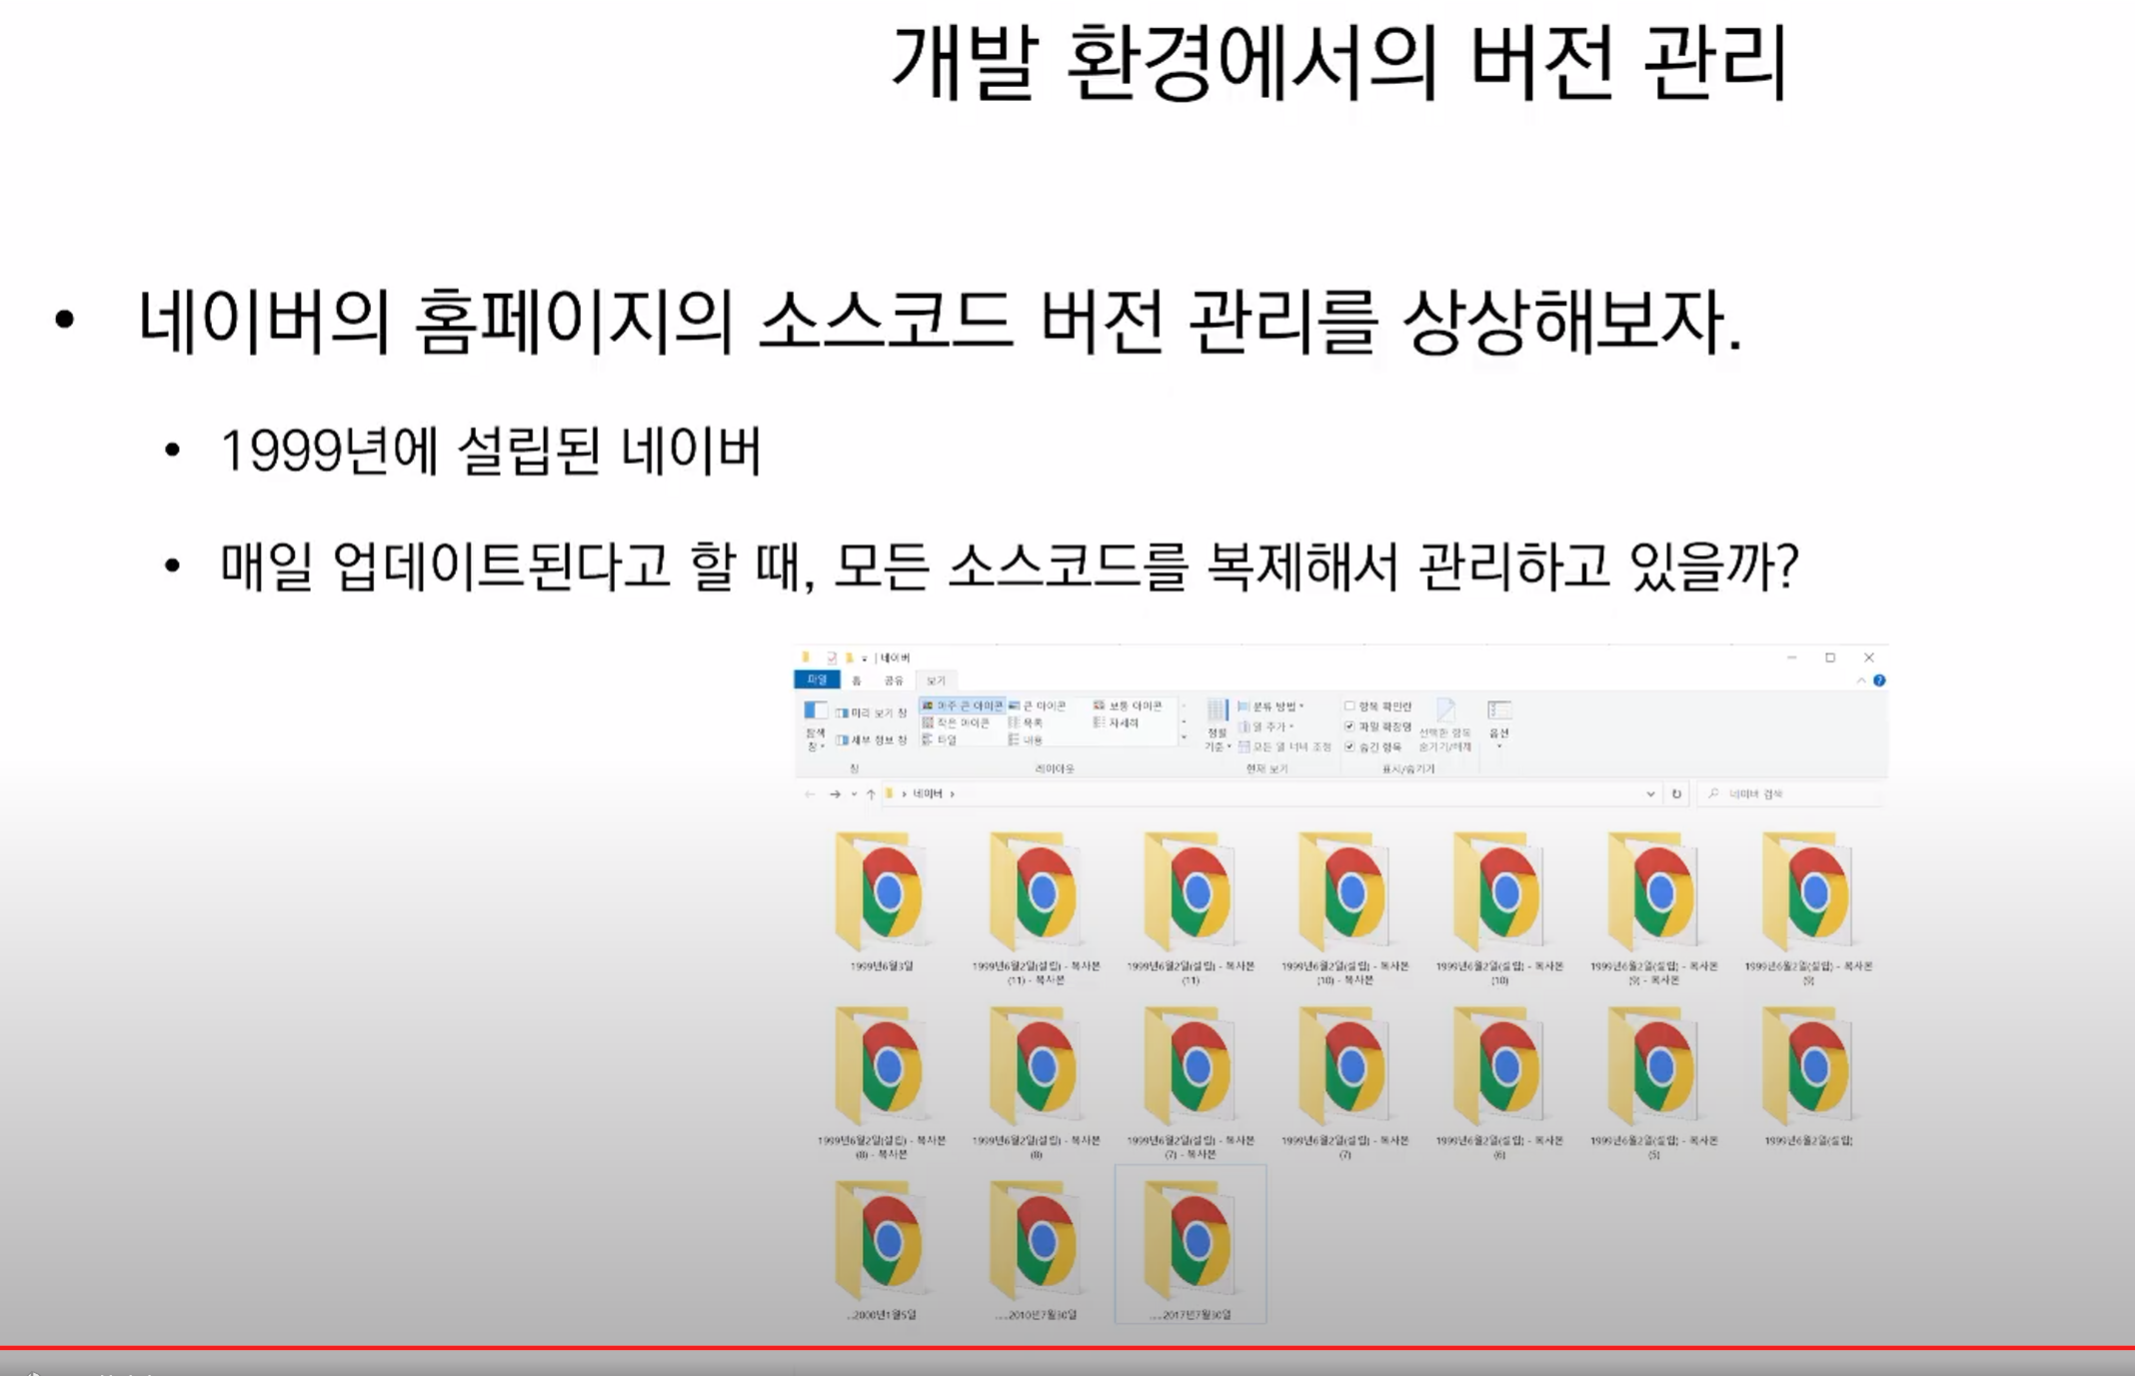 개발 환경에서의 버전 관리
• 네이버의 홈페이지의 소스코드 버전 관리를 상상해보자.
• 1999년에 설립된 네이버
• 매일 업데이트된다고 할 때, 모든 소스코드를 복제해서 관리하고 있을까?
네이버
파일 홈 공유 보기
미리 보기 창 아주 큰 아이콘 큰 아이콘 보통 아이콘 분류 방법 항목 확인란
작은 아이콘 목록 자세히 열 추가 파일 확장명
탐색 창 세부 정보 창 타일 내용 정렬 기준 모든 열 너비 조정 숨긴 항목 선택한 항목 숨기기/해제 옵션
창 레이아웃 현재 보기 표시/숨기기
네이버 네이버 검색
1999년6월3일 1999년6월2일(설립) - 복사본 1999년6월2일(설립) - 복사본 1999년6월2일(설립) - 복사본 1999년6월2일(설립) - 복사본 1999년6월2일(설립) - 복사본 1999년6월2일(설립) - 복사본
(11) - 복사본 (11) (10) - 복사본 (10) (9) - 복사본 (9)
1999년6월2일(설립) - 복사본 1999년6월2일(설립) - 복사본 1999년6월2일(설립) - 복사본 1999년6월2일(설립) - 복사본 1999년6월2일(설립) - 복사본 1999년6월2일(설립) - 복사본 1999년6월2일(설립)
(8) - 복사본 (8) (7) - 복사본 (7) (6) (5)
...2000년1월5일 .....2010년7월30일 .....2017년7월30일